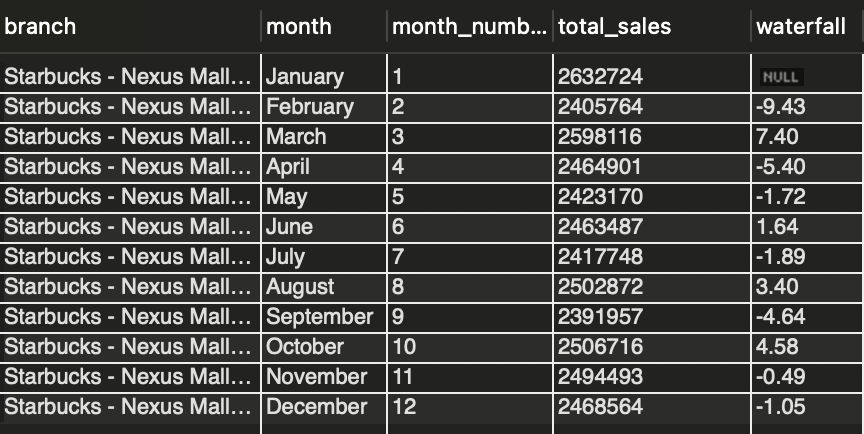 branch month month_numb... total_sales waterfall
Starbucks - Nexus Mall... January 1 2632724 NULL
Starbucks - Nexus Mall... February 2 2405764 -9.43
Starbucks - Nexus Mall... March 3 2598116 7.40
Starbucks - Nexus Mall... April 4 2464901 -5.40
Starbucks - Nexus Mall... May 5 2423170 -1.72
Starbucks - Nexus Mall... June 6 2463487 1.64
Starbucks - Nexus Mall... July 7 2417748 -1.89
Starbucks - Nexus Mall... August 8 2502872 3.40
Starbucks - Nexus Mall... September 9 2391957 -4.64
Starbucks - Nexus Mall... October 10 2506716 4.58
Starbucks - Nexus Mall... November 11 2494493 -0.49
Starbucks - Nexus Mall... December 12 2468564 -1.05